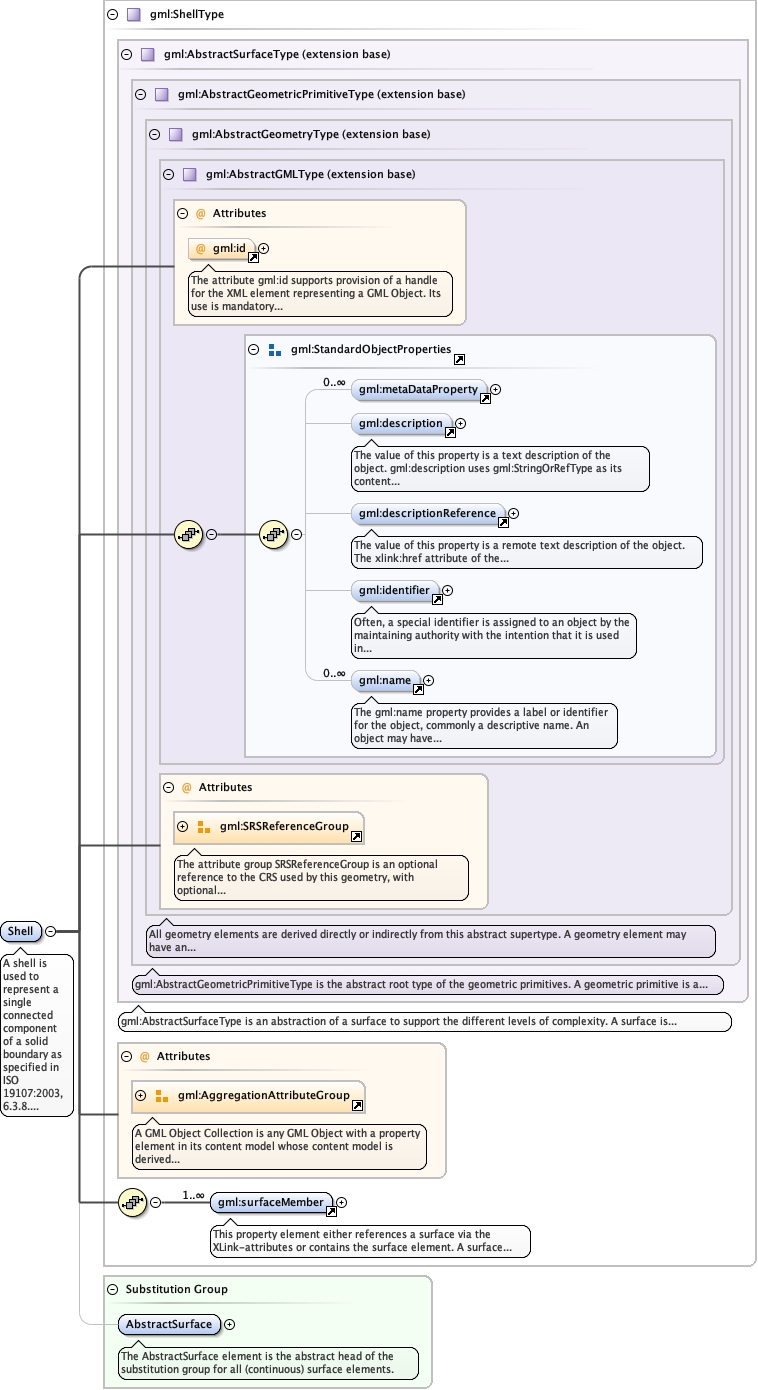 gml:ShellType
gml:AbstractSurfaceType (extension base)
gml:AbstractGeometricPrimitiveType (extension base)
gml:AbstractGeometryType (extension base)
gml:AbstractGMLType (extension base)
@ Attributes
@ gml:id
The attribute gml:id supports provision of a handle
for the XML element representing a GML Object. Its
use is mandatory...
gml:StandardObjectProperties
0..∞
gml:metaDataProperty
gml:description
The value of this property is a text description of the
object. gml:description uses gml:StringOrRefType as its
content...
gml:descriptionReference
The value of this property is a remote text description of the object.
The xlink:href attribute of the...
gml:identifier
Often, a special identifier is assigned to an object by the
maintaining authority with the intention that it is used
in...
0..∞
gml:name
The gml:name property provides a label or identifier
for the object, commonly a descriptive name. An
object may have...
@ Attributes
gml:SRSReferenceGroup
The attribute group SRSReferenceGroup is an optional
reference to the CRS used by this geometry, with
optional...
All geometry elements are derived directly or indirectly from this abstract supertype. A geometry element may
have an...
gml:AbstractGeometricPrimitiveType is the abstract root type of the geometric primitives. A geometric primitive is a...
gml:AbstractSurfaceType is an abstraction of a surface to support the different levels of complexity. A surface is...
Shell
A shell is
used to
represent a
single
connected
component
of a solid
boundary as
specified in
ISO
19107:2003,
6.3.8....
@ Attributes
gml:AggregationAttributeGroup
A GML Object Collection is any GML Object with a property
element in its content model whose content model is
derived...
1..∞
gml:surfaceMember
This property element either references a surface via the
XLink-attributes or contains the surface element. A surface...
Substitution Group
AbstractSurface
The AbstractSurface element is the abstract head of the
substitution group for all (continuous) surface elements.